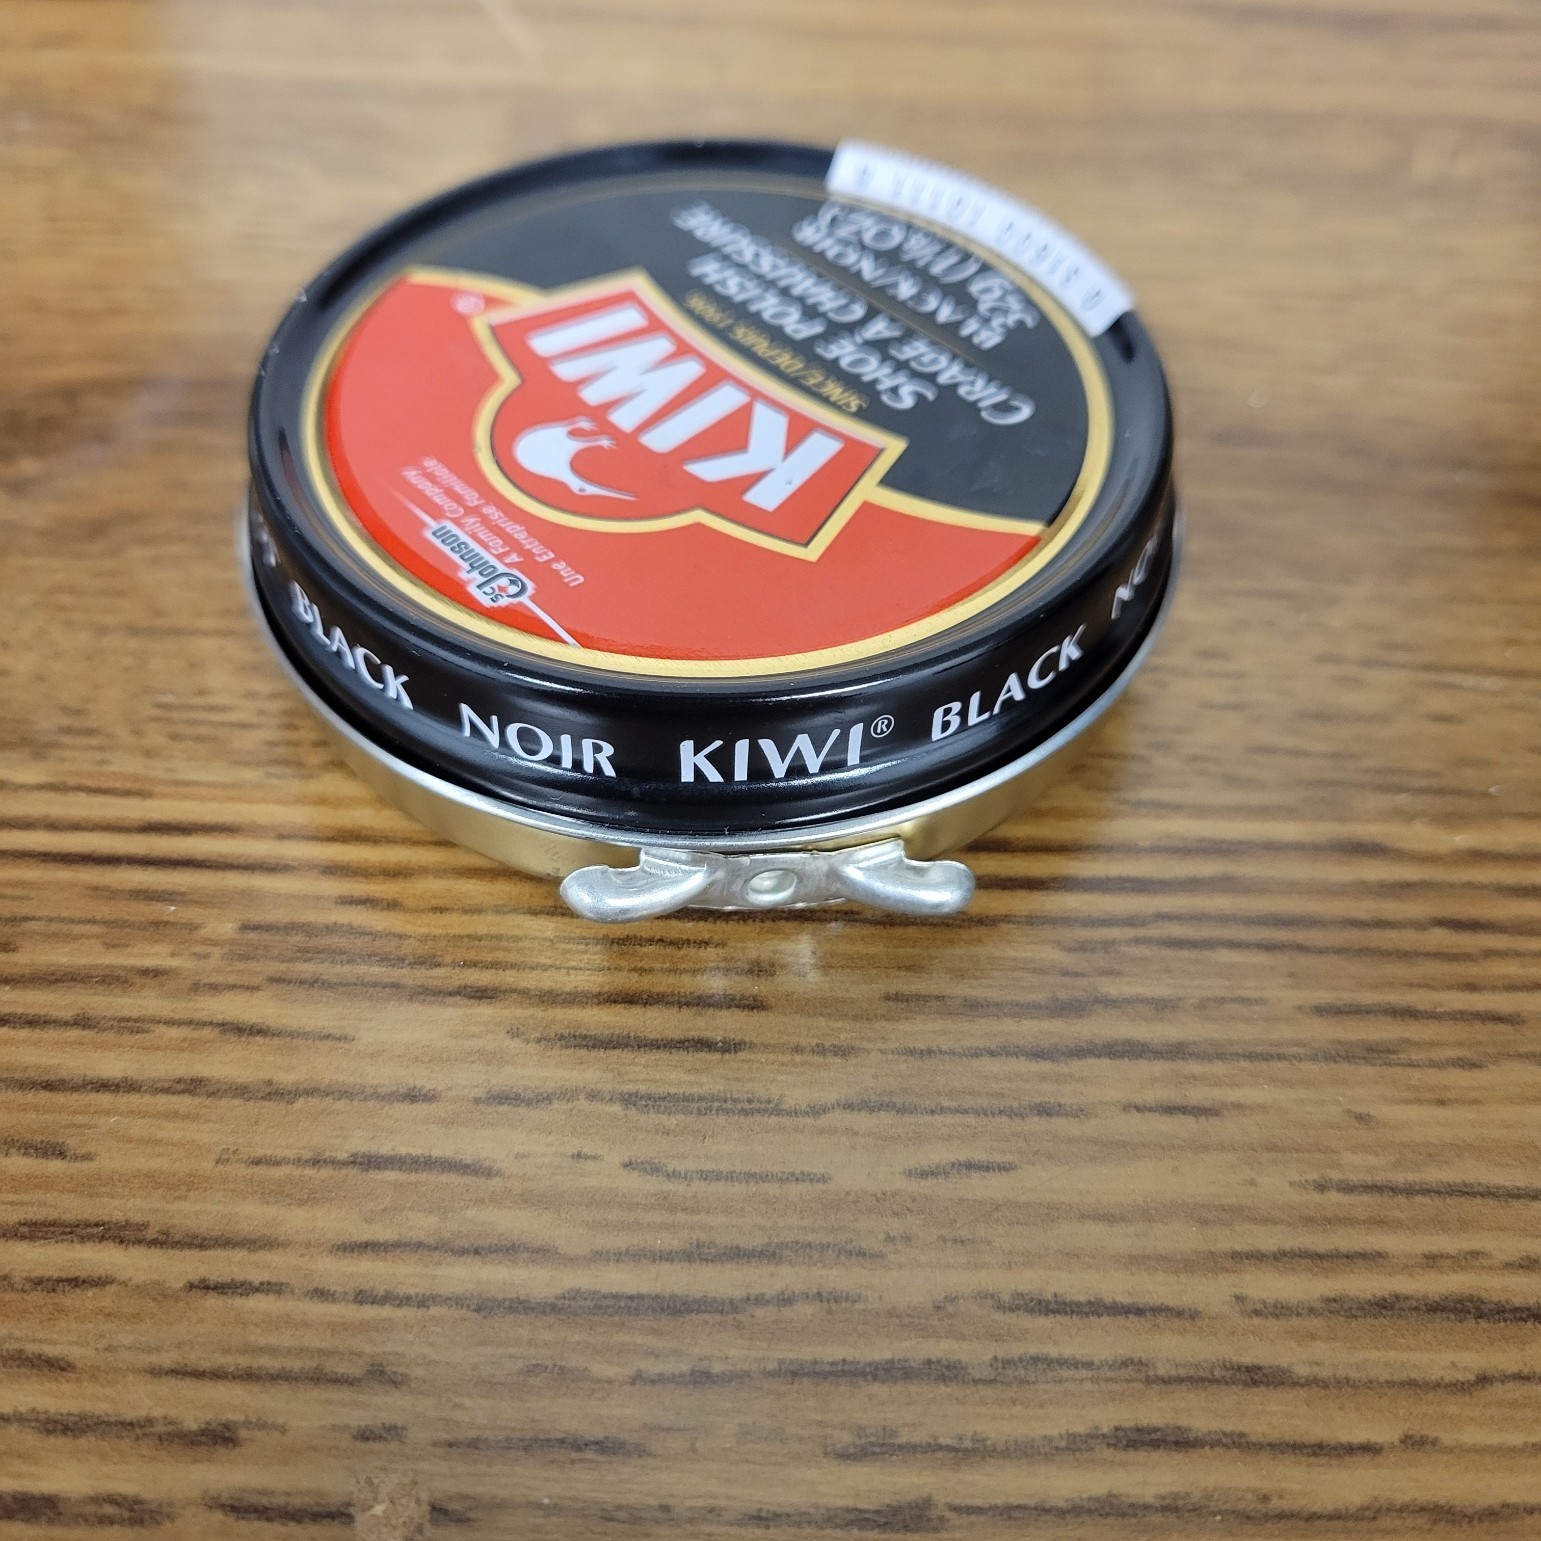 KIWI
SINCE/DEPUIS 1906
SHOE POLISH
CIRAGE À CHAUSSURE
BLACK/NOIR
32g (1⅛ OZ)
SC Johnson
A Family Company
Une Entreprise Familiale
BLACK NOIR KIWI® BLACK